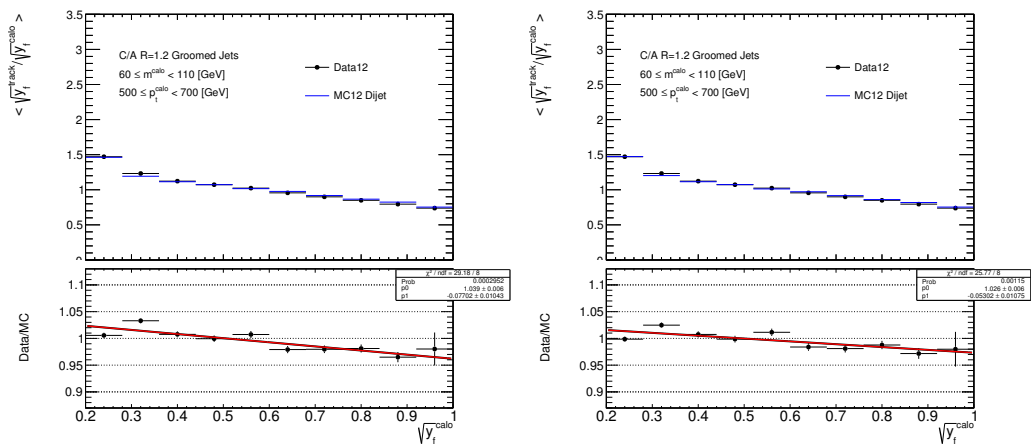 < √y_f^track/√y_f^calo >
3.5
3
2.5
2
1.5
1
0.5
0
C/A R=1.2 Groomed Jets
60 ≤ m^calo < 110 [GeV]
500 ≤ p_t^calo < 700 [GeV]
Data12
MC12 Dijet
Data/MC
1.1
1.05
1
0.95
0.9
χ² / ndf = 29.18 / 8
Prob 0.0002952
p0 1.039 ± 0.006
p1 -0.07702 ± 0.01043
0.2 0.3 0.4 0.5 0.6 0.7 0.8 0.9 1
√y_f^calo
< √y_f^track/√y_f^calo >
3.5
3
2.5
2
1.5
1
0.5
0
C/A R=1.2 Groomed Jets
60 ≤ m^calo < 110 [GeV]
500 ≤ p_t^calo < 700 [GeV]
Data12
MC12 Dijet
Data/MC
1.1
1.05
1
0.95
0.9
χ² / ndf = 25.77 / 8
Prob 0.00115
p0 1.026 ± 0.006
p1 -0.05302 ± 0.01075
0.2 0.3 0.4 0.5 0.6 0.7 0.8 0.9 1
√y_f^calo